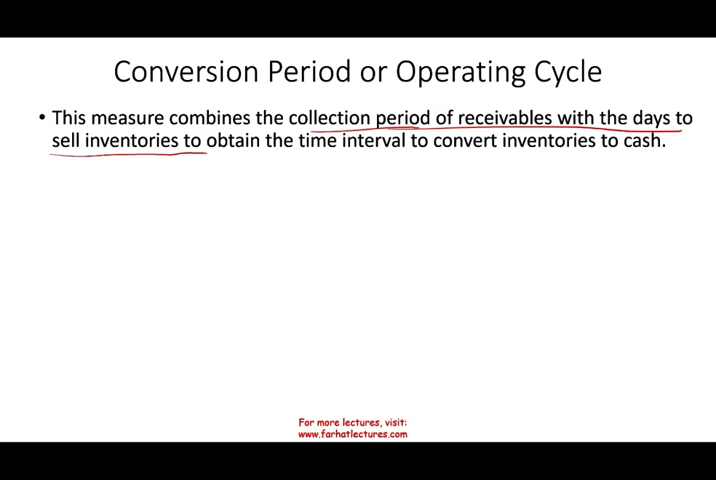 Conversion Period or Operating Cycle
• This measure combines the collection period of receivables with the days to
sell inventories to obtain the time interval to convert inventories to cash.
For more lectures, visit:
www.farhatlectures.com